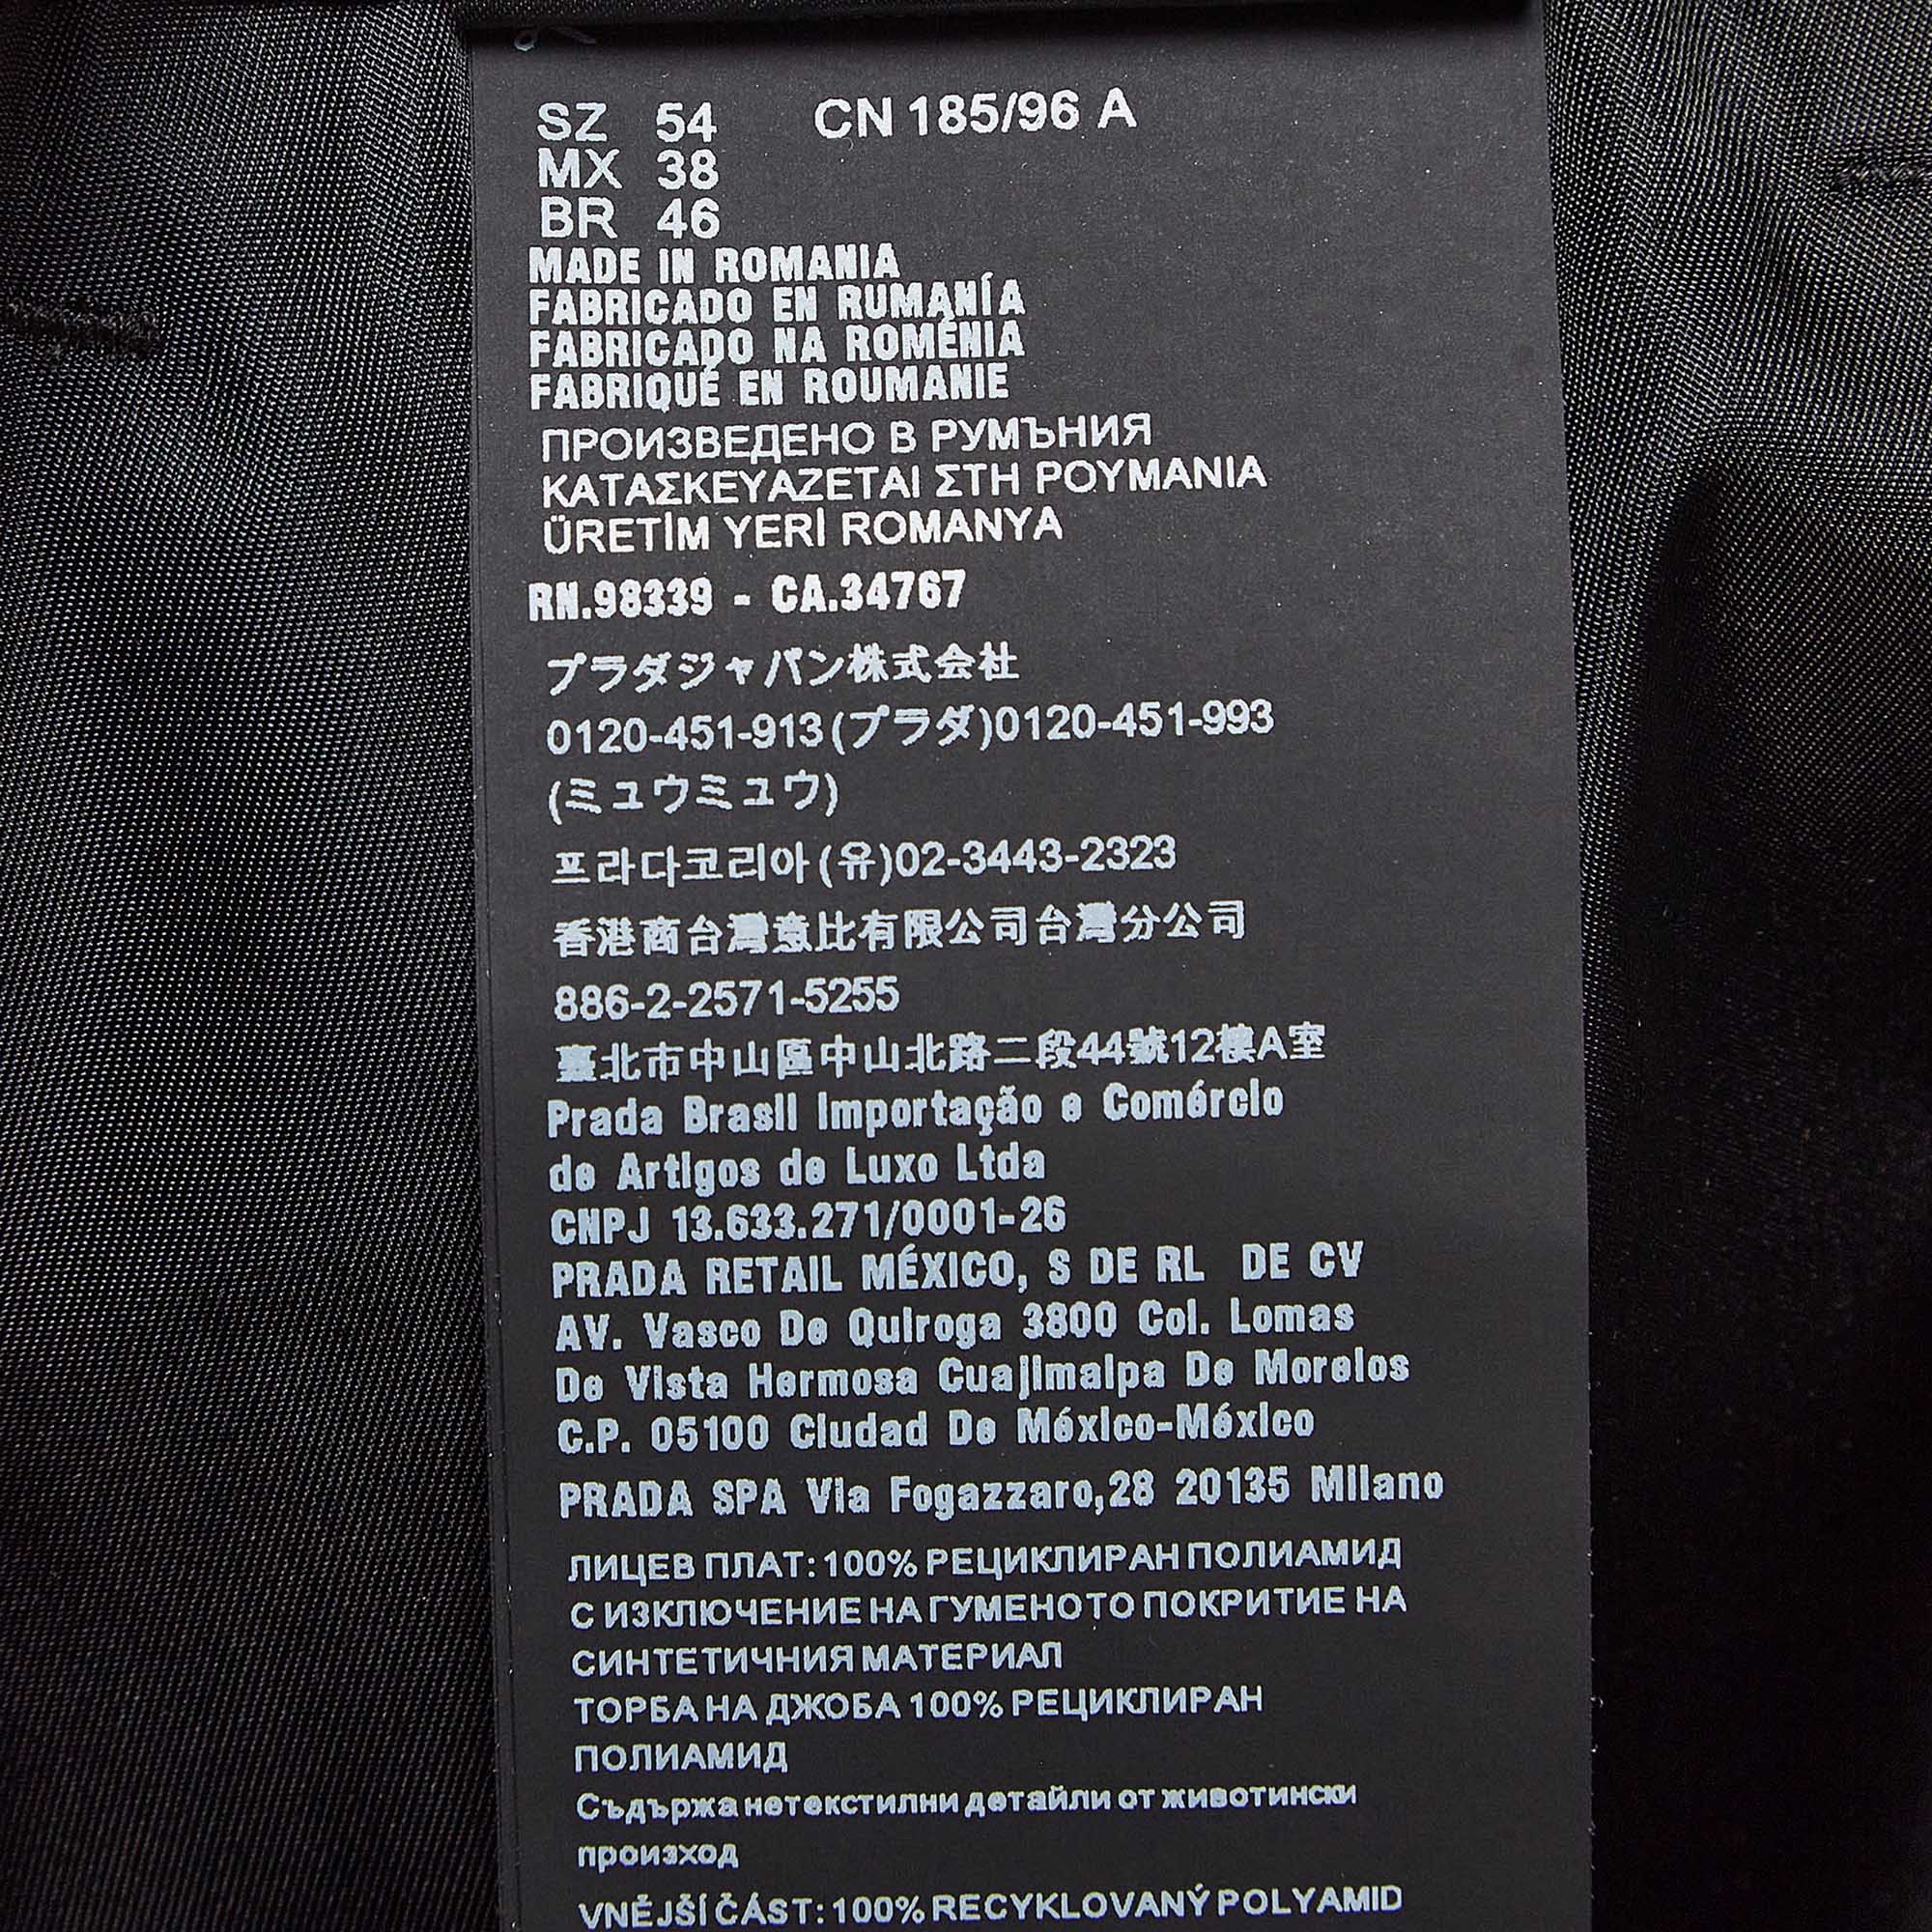 SZ 54 CN 185/96 A
MX 38
BR 46
MADE IN ROMANIA
FABRICADO EN RUMANÍA
FABRICADO NA ROMÉNIA
FABRIQUÉ EN ROUMANIE
ПРОИЗВЕДЕНО В РУМЪНИЯ
ΚΑΤΑΣΚΕΥΑΖΕΤΑΙ ΣΤΗ ΡΟΥΜΑΝΙΑ
ÜRETİM YERİ ROMANYA
RN.98339 - CA.34767
プラダジャパン株式会社
0120-451-913(プラダ)0120-451-993
(ミュウミュウ)
프라다코리아(유)02-3443-2323
香港商台灣意比有限公司台灣分公司
886-2-2571-5255
臺北市中山區中山北路二段44號12樓A室
Prada Brasil Importação e Comércio
de Artigos de Luxo Ltda
CNPJ 13.633.271/0001-26
PRADA RETAIL MÉXICO, S DE RL DE CV
AV. Vasco De Quiroga 3800 Col. Lomas
De Vista Hermosa Cuajimalpa De Morelos
C.P. 05100 Ciudad De México-México
PRADA SPA Via Fogazzaro,28 20135 Milano
ЛИЦЕВ ПЛАТ: 100% РЕЦИКЛИРАН ПОЛИАМИД
С ИЗКЛЮЧЕНИЕ НА ГУМЕНОТО ПОКРИТИЕ НА
СИНТЕТИЧНИЯ МАТЕРИАЛ
ТОРБА НА ДЖОБА 100% РЕЦИКЛИРАН
ПОЛИАМИД
Съдържа нетекстилни детайли от животински
произход
VNĚJŠÍ ČÁST: 100% RECYKLOVANÝ POLYAMID